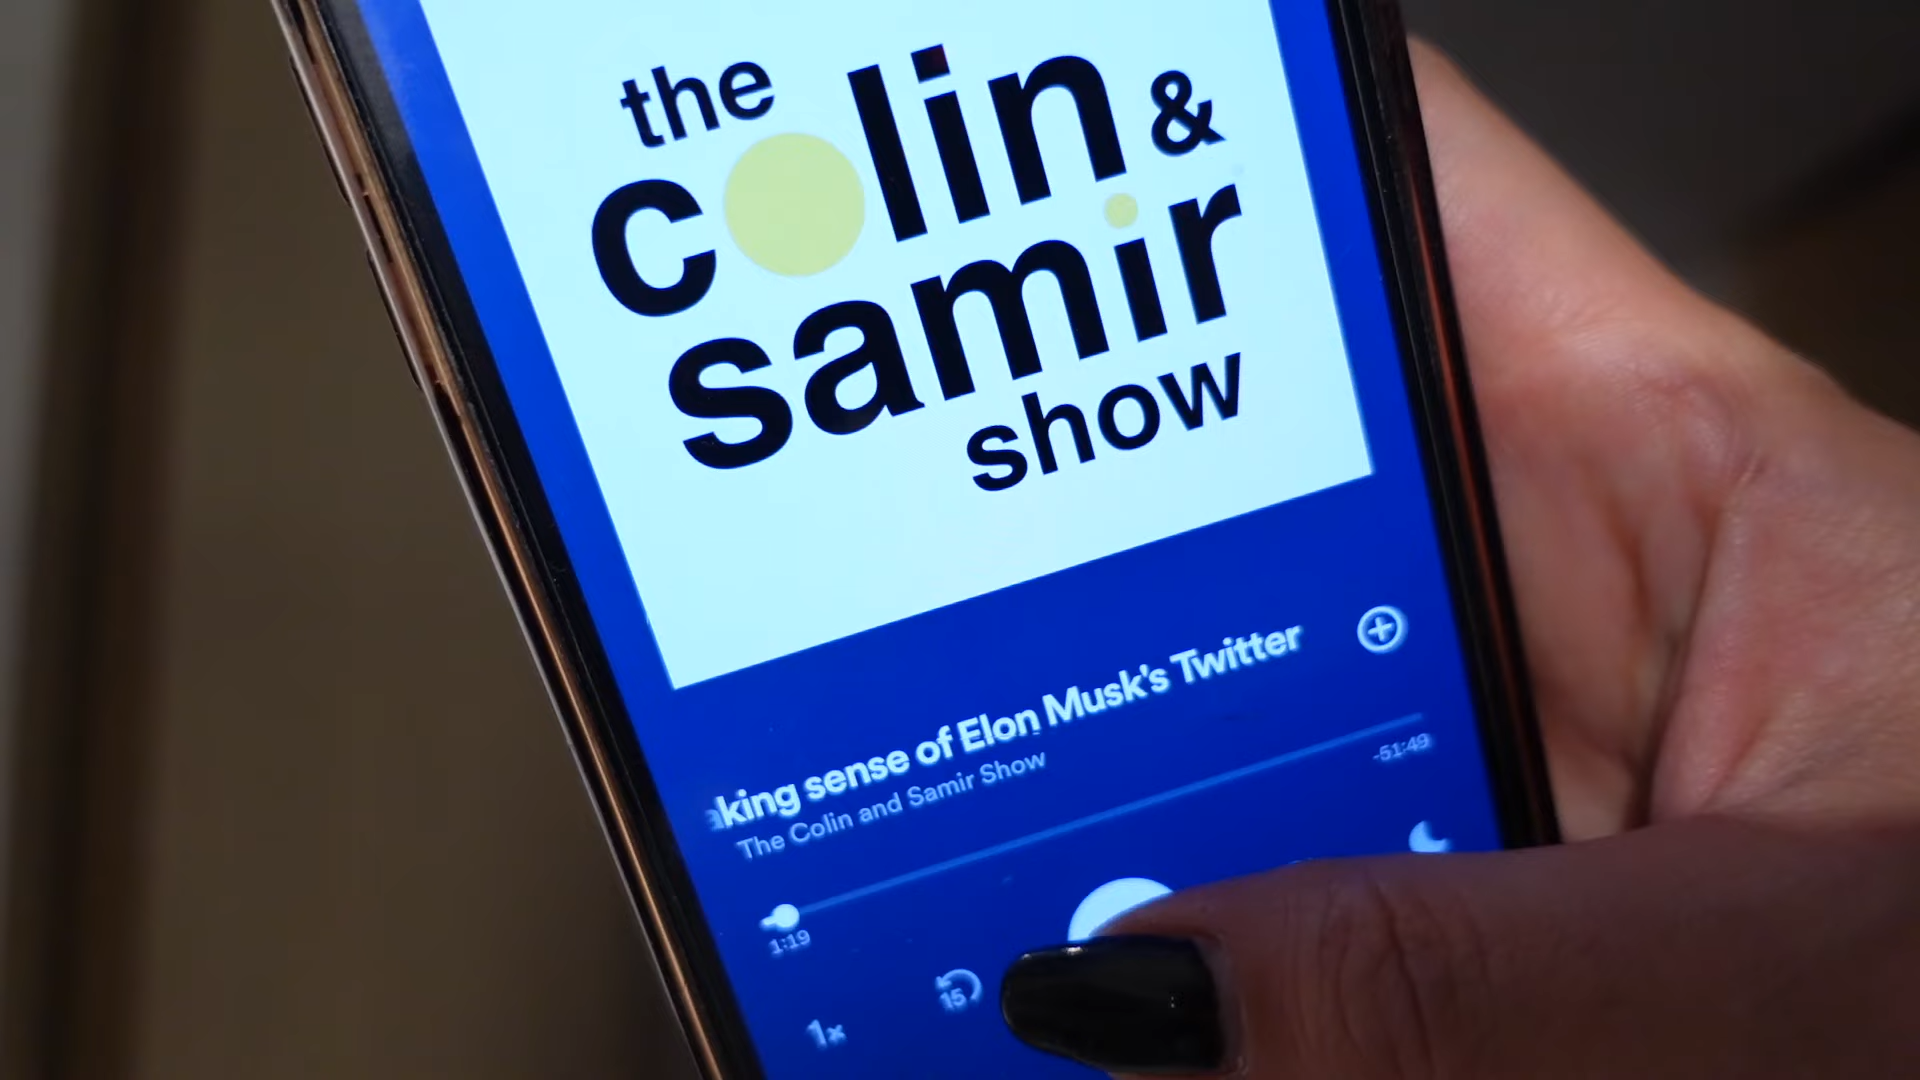 the
colin &
samir
show
aking sense of Elon Musk's Twitter
The Colin and Samir Show
1:19
-51:49
1x
15